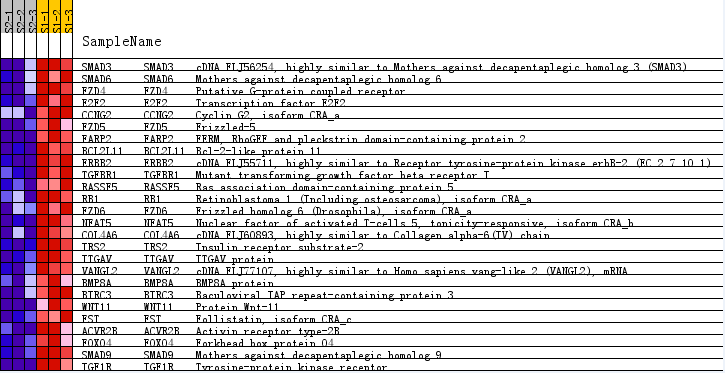 S2-1 S2-2 S2-3 S1-1 S1-2 S1-3
SampleName
SMAD3 SMAD3 cDNA FLJ56254, highly similar to Mothers against decapentaplegic homolog 3 (SMAD3)
SMAD6 SMAD6 Mothers against decapentaplegic homolog 6
FZD4 FZD4 Putative G-protein coupled receptor
E2F2 E2F2 Transcription factor E2F2
CCNG2 CCNG2 Cyclin G2, isoform CRA_a
FZD5 FZD5 Frizzled-5
FARP2 FARP2 FERM, RhoGEF and pleckstrin domain-containing protein 2
BCL2L11 BCL2L11 Bcl-2-like protein 11
ERBB2 ERBB2 cDNA FLJ55711, highly similar to Receptor tyrosine-protein kinase erbB-2 (EC 2.7.10.1)
TGFBR1 TGFBR1 Mutant transforming growth factor beta receptor I
RASSF5 RASSF5 Ras association domain-containing protein 5
RB1 RB1 Retinoblastoma 1 (Including osteosarcoma), isoform CRA_a
FZD6 FZD6 Frizzled homolog 6 (Drosophila), isoform CRA_a
NFAT5 NFAT5 Nuclear factor of activated T-cells 5, tonicity-responsive, isoform CRA_b
COL4A6 COL4A6 cDNA FLJ60893, highly similar to Collagen alpha-6(IV) chain
IRS2 IRS2 Insulin receptor substrate-2
ITGAV ITGAV ITGAV protein
VANGL2 VANGL2 cDNA FLJ77107, highly similar to Homo sapiens vang-like 2 (VANGL2), mRNA
BMP8A BMP8A BMP8A protein
BIRC3 BIRC3 Baculoviral IAP repeat-containing protein 3
WNT11 WNT11 Protein Wnt-11
FST FST Follistatin, isoform CRA_c
ACVR2B ACVR2B Activin receptor type-2B
FOXO4 FOXO4 Forkhead box protein O4
SMAD9 SMAD9 Mothers against decapentaplegic homolog 9
IGF1R IGF1R Tyrosine-protein kinase receptor